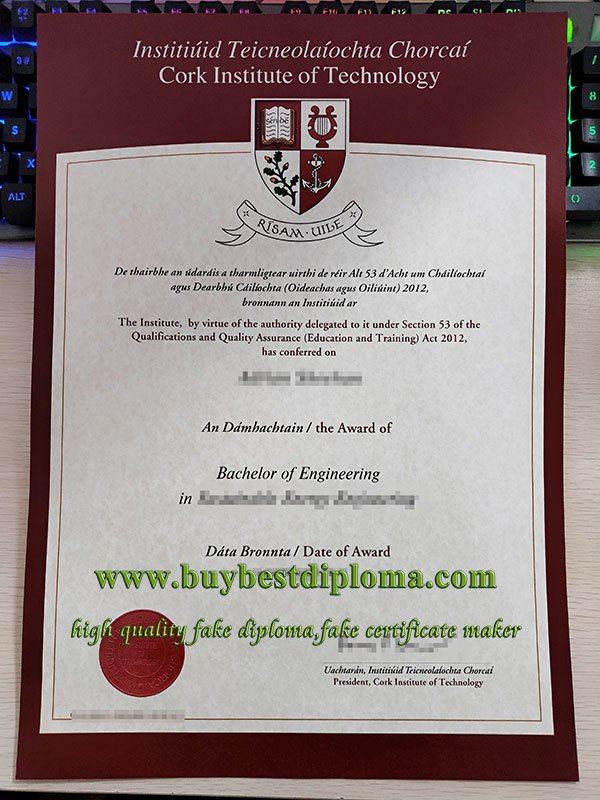 Institiúid Teicneolaíochta Chorcaí
Cork Institute of Technology
RÍSAM·UILE
De thairbhe an údaráis a tharmligtear uirthi de réir Alt 53 d'Acht um Cháilíochtaí
agus Dearbhú Cáilíochta (Oideachas agus Oiliúint) 2012,
bronnann an Institiúid ar
The Institute, by virtue of the authority delegated to it under Section 53 of the
Qualifications and Quality Assurance (Education and Training) Act 2012,
has conferred on
An Dámhachtain / the Award of
Bachelor of Engineering
in
Dáta Bronnta / Date of Award
www.buybestdiploma.com
high quality fake diploma,fake certificate maker
Uachtarán, Institiúid Teicneolaíochta Chorcaí
President, Cork Institute of Technology
W
S
X
ALT